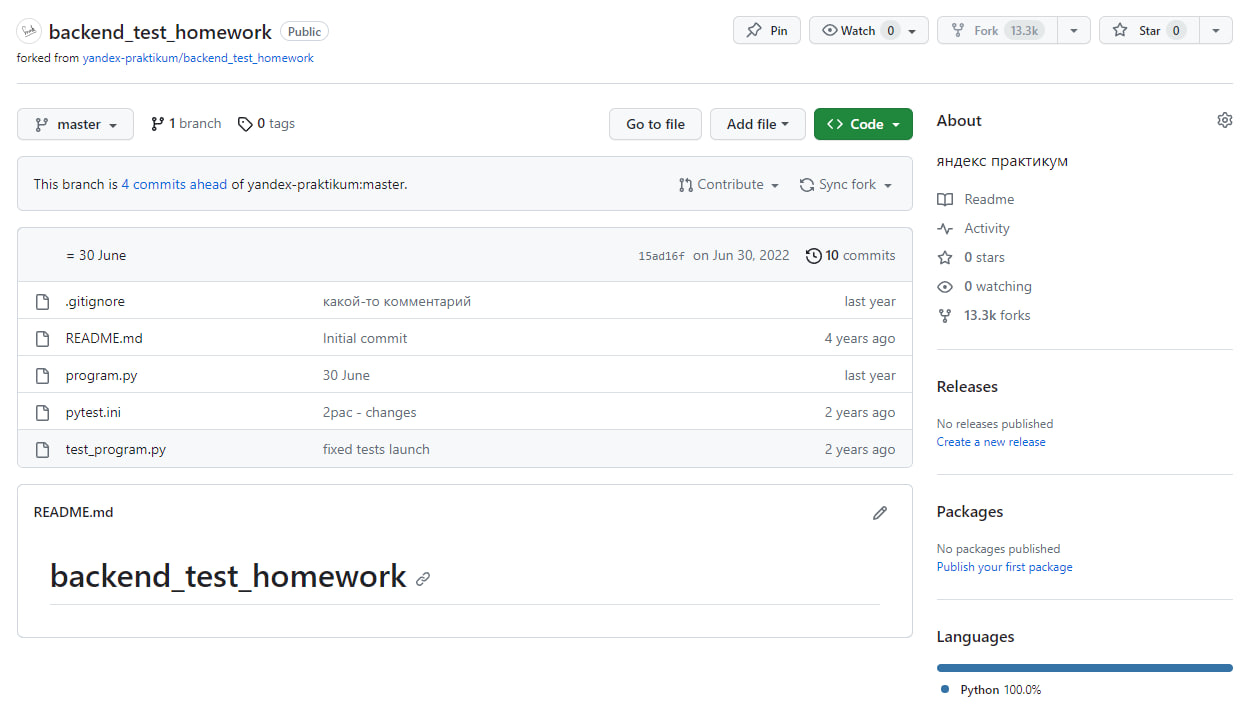 backend_test_homework Public Pin Watch 0 Fork 13.3k Star 0
forked from yandex-praktikum/backend_test_homework
master 1 branch 0 tags Go to file Add file Code
This branch is 4 commits ahead of yandex-praktikum:master. Contribute Sync fork
= 30 June 15ad16f on Jun 30, 2022 10 commits
.gitignore какой-то комментарий last year
README.md Initial commit 4 years ago
program.py 30 June last year
pytest.ini 2pac - changes 2 years ago
test_program.py fixed tests launch 2 years ago
README.md
backend_test_homework
About
яндекс практикум
Readme
Activity
0 stars
0 watching
13.3k forks
Releases
No releases published
Create a new release
Packages
No packages published
Publish your first package
Languages
Python 100.0%